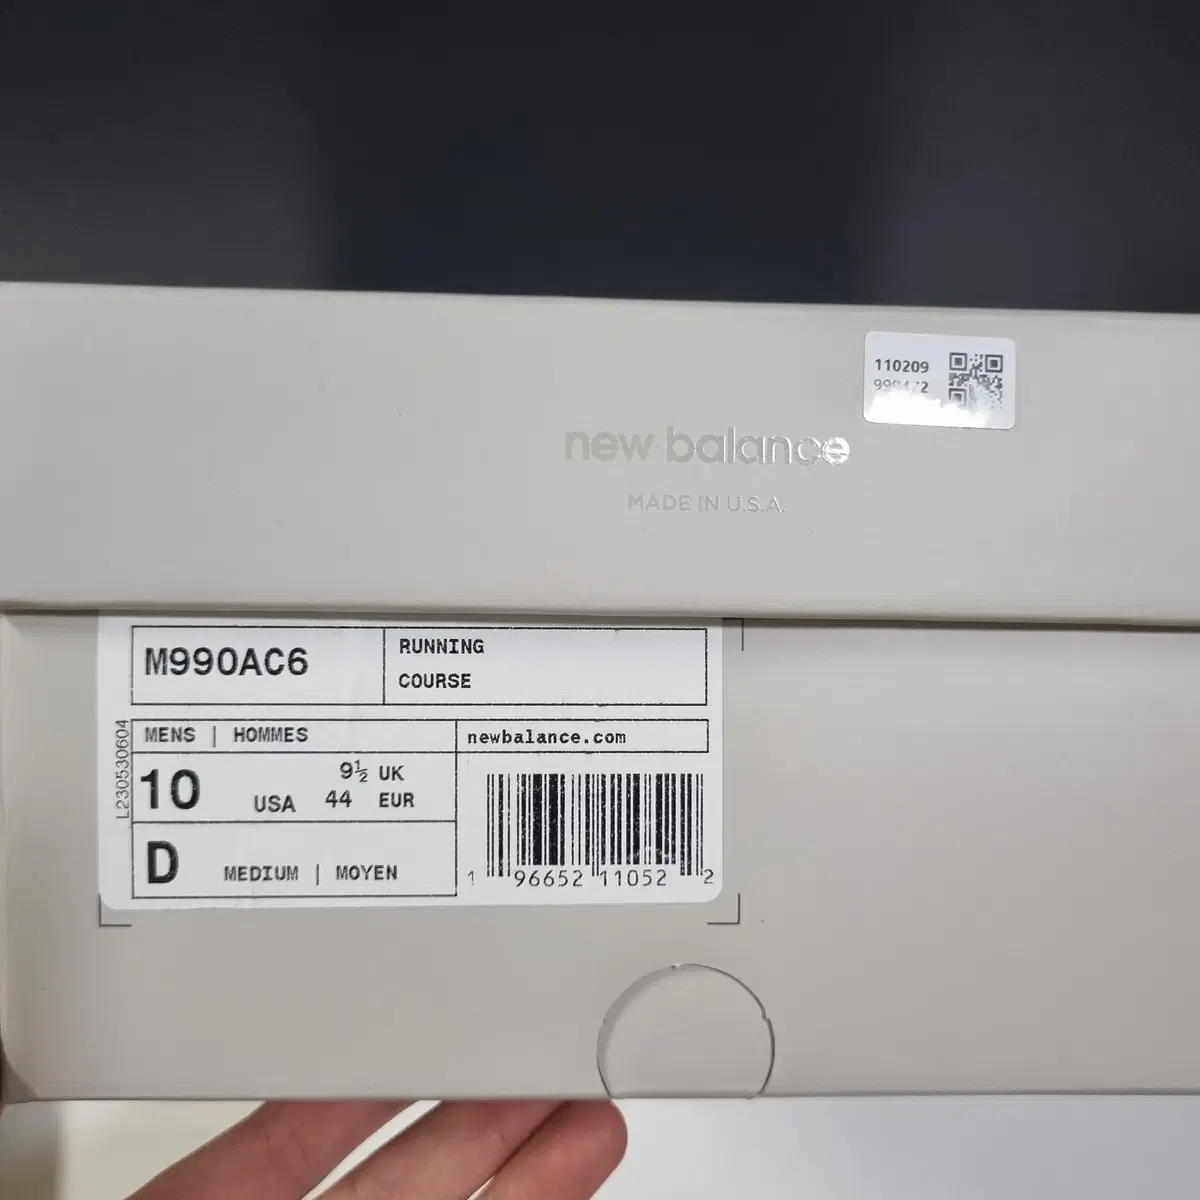 110209
new balance
MADE IN U.S.A.
M990AC6
RUNNING
COURSE
L230530604
MENS | HOMMES
newbalance.com
10 USA
9½ UK
44 EUR
D MEDIUM | MOYEN
1 96652 11052 2